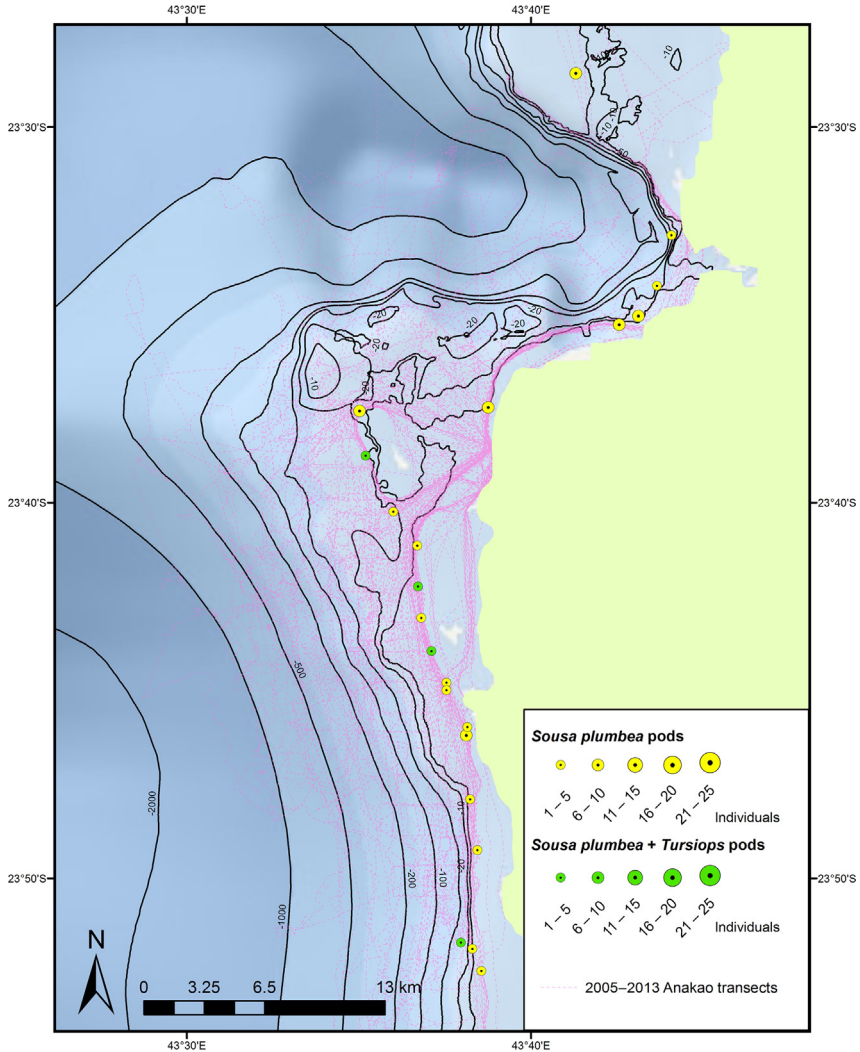 43°30'E 43°40'E
-10
-10
-10
-10
-50
23°30'S 23°30'S
-20
-20
-20
-20
-20
-10
-20
23°40'S 23°40'S
-500
-2000
-10
-20
-200
-100
-1000
23°50'S 23°50'S
Sousa plumbea pods
1 – 5 6 – 10 11 – 15 16 – 20 21 – 25 Individuals
Sousa plumbea + Tursiops pods
1 – 5 6 – 10 11 – 15 16 – 20 21 – 25 Individuals
2005–2013 Anakao transects
N
0 3.25 6.5 13 km
43°30'E 43°40'E